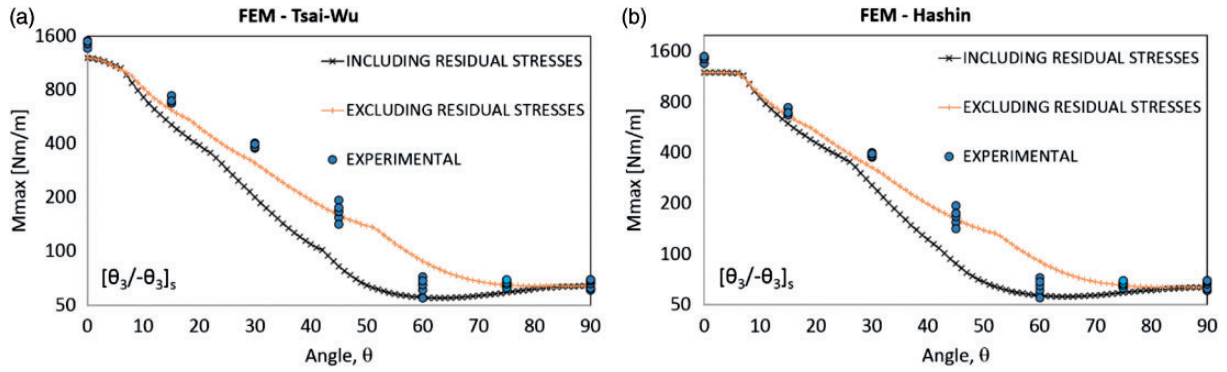 (a) FEM - Tsai-Wu
1600
800
400
200
100
50
Mmax [Nm/m]
INCLUDING RESIDUAL STRESSES
EXCLUDING RESIDUAL STRESSES
EXPERIMENTAL
[θ₃/-θ₃]ₛ
0 10 20 30 40 50 60 70 80 90
Angle, θ
(b) FEM - Hashin
1600
800
400
200
100
50
Mmax [Nm/m]
INCLUDING RESIDUAL STRESSES
EXCLUDING RESIDUAL STRESSES
EXPERIMENTAL
[θ₃/-θ₃]ₛ
0 10 20 30 40 50 60 70 80 90
Angle, θ